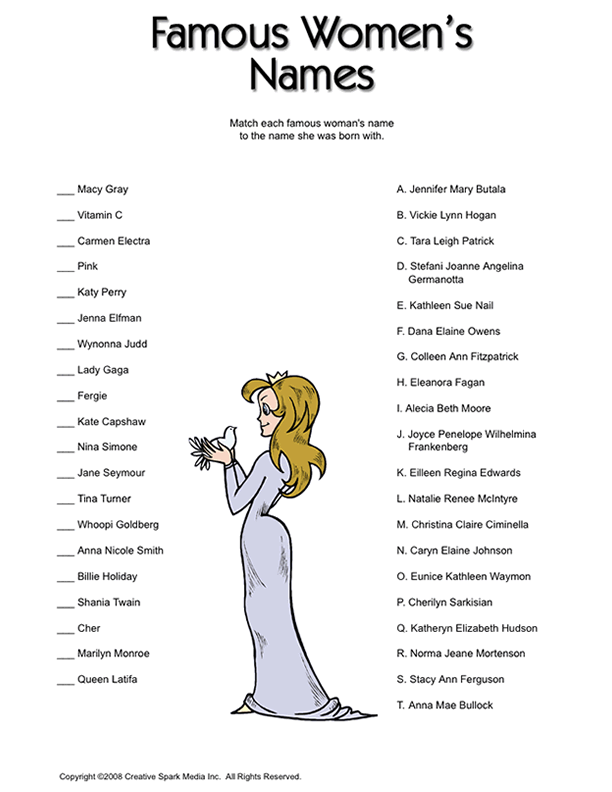 Famous Women's
Names
Match each famous woman's name
to the name she was born with.
___ Macy Gray
___ Vitamin C
___ Carmen Electra
___ Pink
___ Katy Perry
___ Jenna Elfman
___ Wynonna Judd
___ Lady Gaga
___ Fergie
___ Kate Capshaw
___ Nina Simone
___ Jane Seymour
___ Tina Turner
___ Whoopi Goldberg
___ Anna Nicole Smith
___ Billie Holiday
___ Shania Twain
___ Cher
___ Marilyn Monroe
___ Queen Latifa
A. Jennifer Mary Butala
B. Vickie Lynn Hogan
C. Tara Leigh Patrick
D. Stefani Joanne Angelina
Germanotta
E. Kathleen Sue Nail
F. Dana Elaine Owens
G. Colleen Ann Fitzpatrick
H. Eleanora Fagan
I. Alecia Beth Moore
J. Joyce Penelope Wilhelmina
Frankenberg
K. Eilleen Regina Edwards
L. Natalie Renee McIntyre
M. Christina Claire Ciminella
N. Caryn Elaine Johnson
O. Eunice Kathleen Waymon
P. Cherilyn Sarkisian
Q. Katheryn Elizabeth Hudson
R. Norma Jeane Mortenson
S. Stacy Ann Ferguson
T. Anna Mae Bullock
Copyright ©2008 Creative Spark Media Inc. All Rights Reserved.